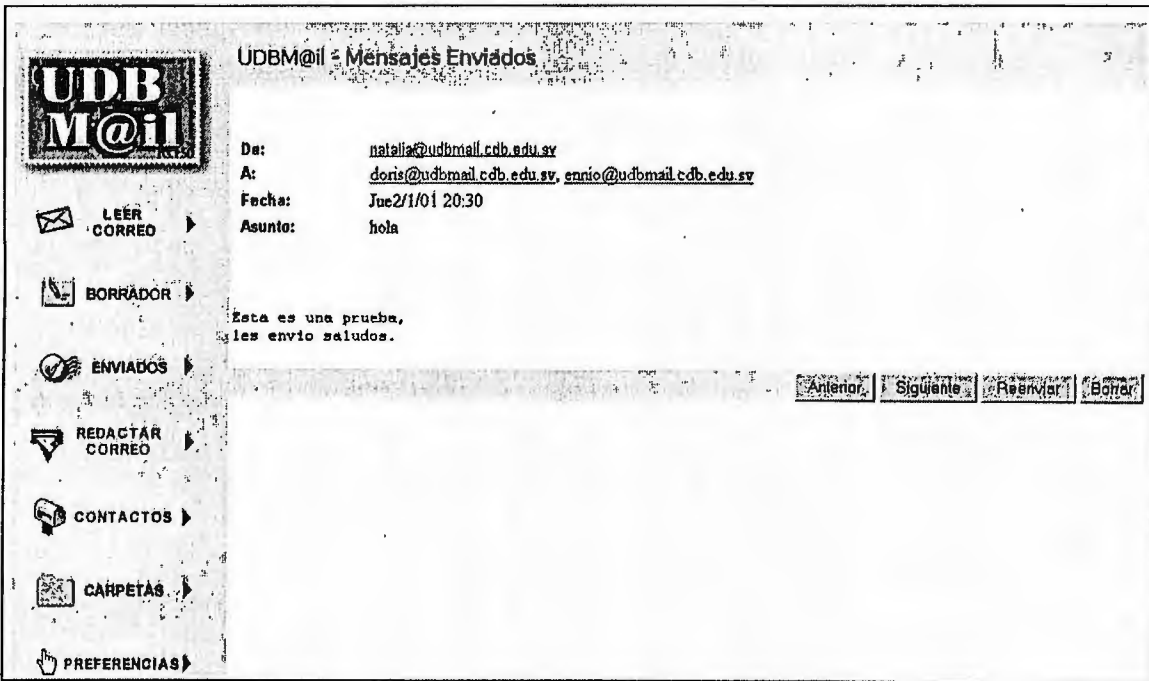 UDBM@il - Mensajes Enviados
UDB
M@il
De: natalia@udbmail.cdb.edu.sv
A: doris@udbmail.cdb.edu.sv, ennio@udbmail.cdb.edu.sv
Fecha: Jue2/1/01 20:30
Asunto: hola
LEER
CORREO
BORRADOR
Esta es una prueba,
les envio saludos.
ENVIADOS
Anterior Siguiente Reenviar Borrar
REDACTAR
CORREO
CONTACTOS
CARPETAS
PREFERENCIAS